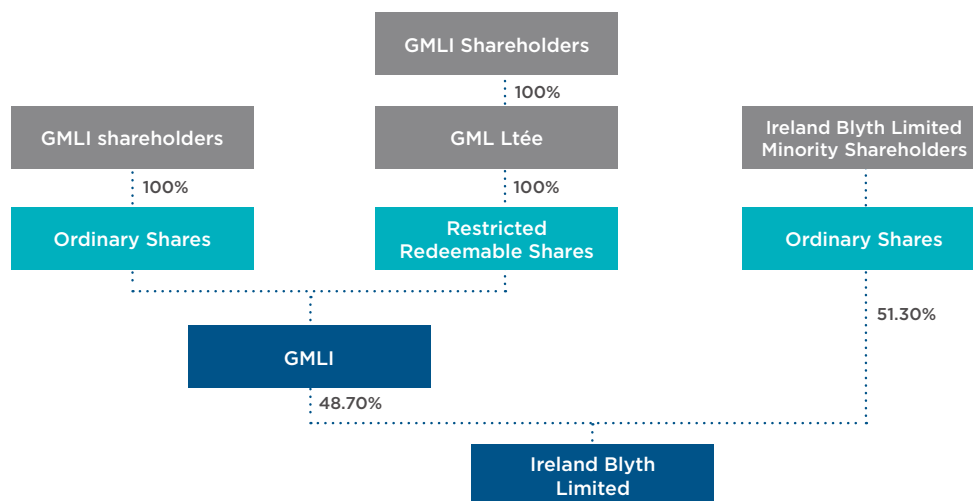 GMLI Shareholders
100%
GMLI shareholders
GML Ltée
Ireland Blyth Limited
Minority Shareholders
100%
100%
Ordinary Shares
Restricted
Redeemable Shares
Ordinary Shares
51.30%
GMLI
48.70%
Ireland Blyth
Limited